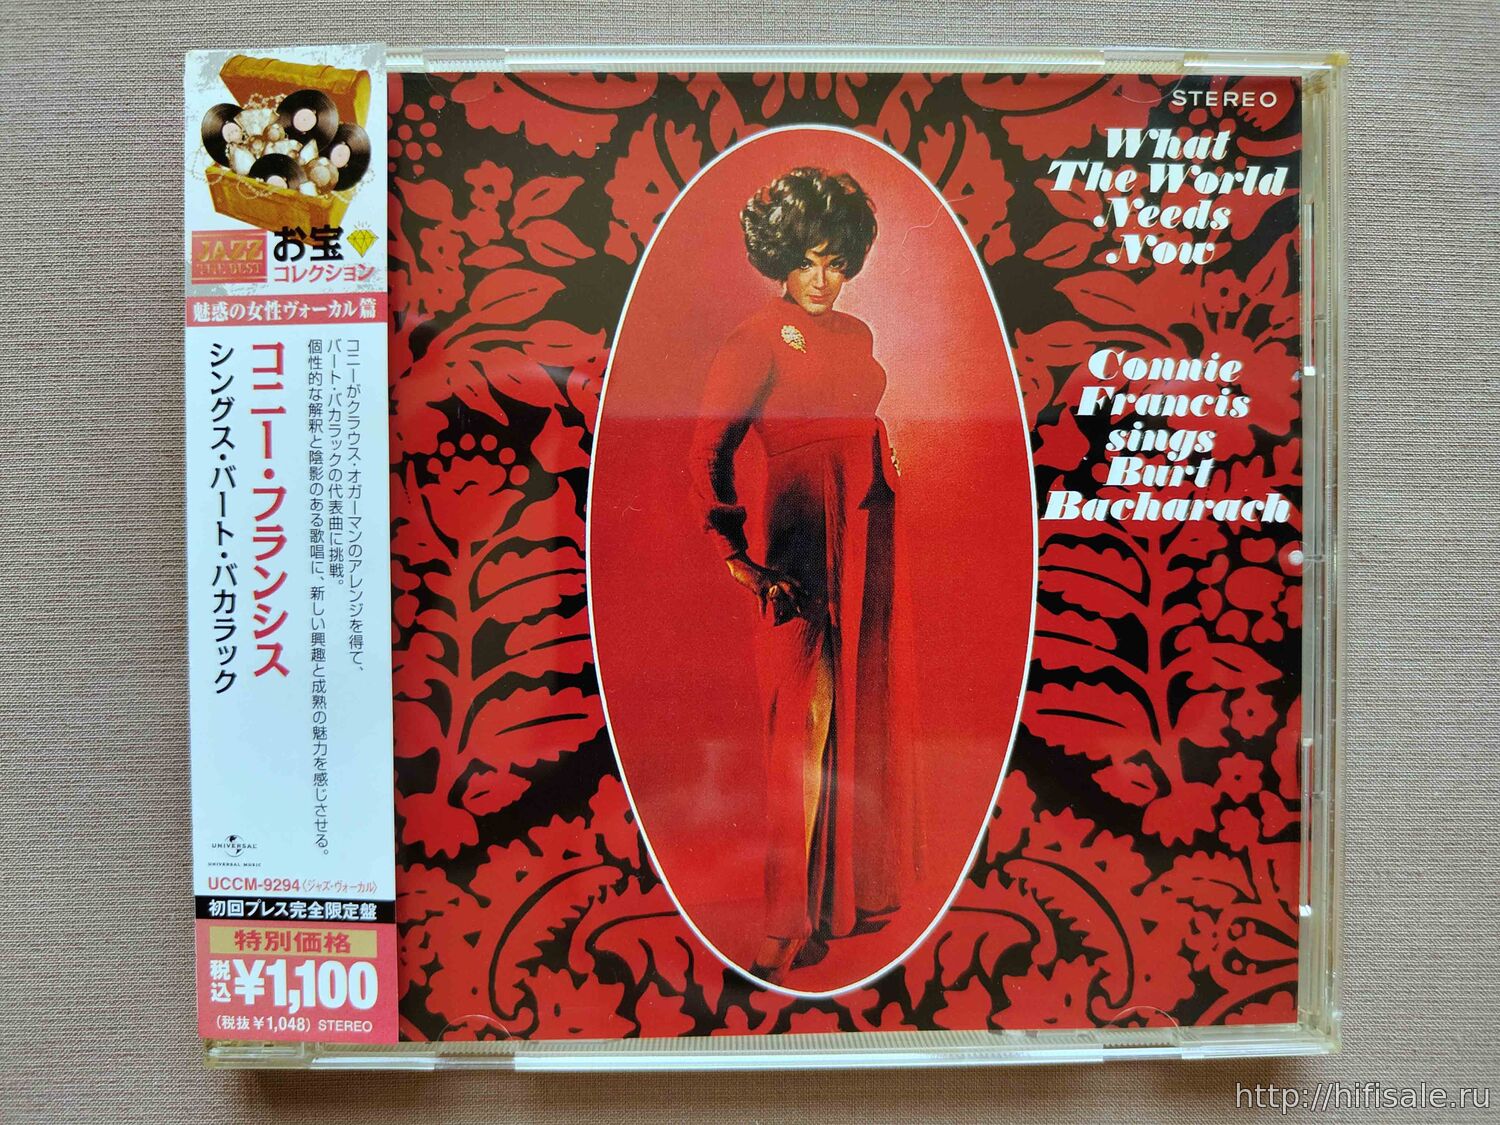 JAZZ
THE BEST
お宝
コレクション
魅惑の女性ヴォーカル篇
コニーがクラウス・オガーマンのアレンジを得て、
バート・バカラックの代表曲に挑戦。
個性的な解釈と陰影のある歌唱に、新しい興趣と成熟の魅力を感じさせる。
コニー・フランシス
シングス・バート・バカラック
UNIVERSAL
UNIVERSAL MUSIC
UCCM-9294〈ジャズ・ヴォーカル〉
初回プレス完全限定盤
特別価格
税込¥1,100
(税抜¥1,048) STEREO
STEREO
What
The World
Needs
Now
Connie
Francis
sings
Burt
Bacharach
http://hifisale.ru